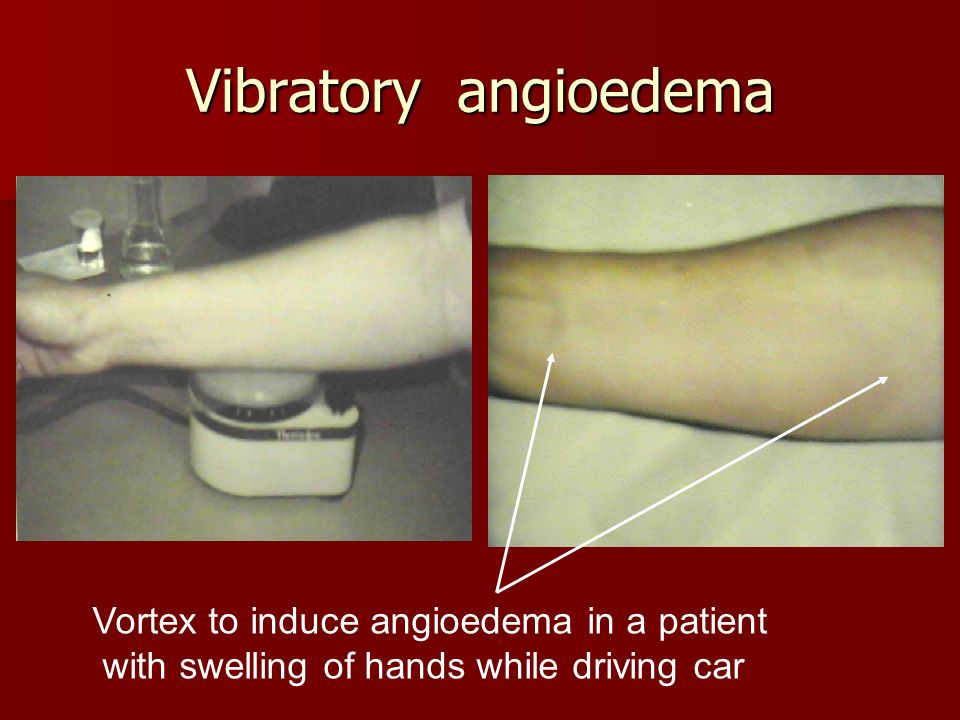 Vibratory angioedema
Vortex to induce angioedema in a patient
with swelling of hands while driving car